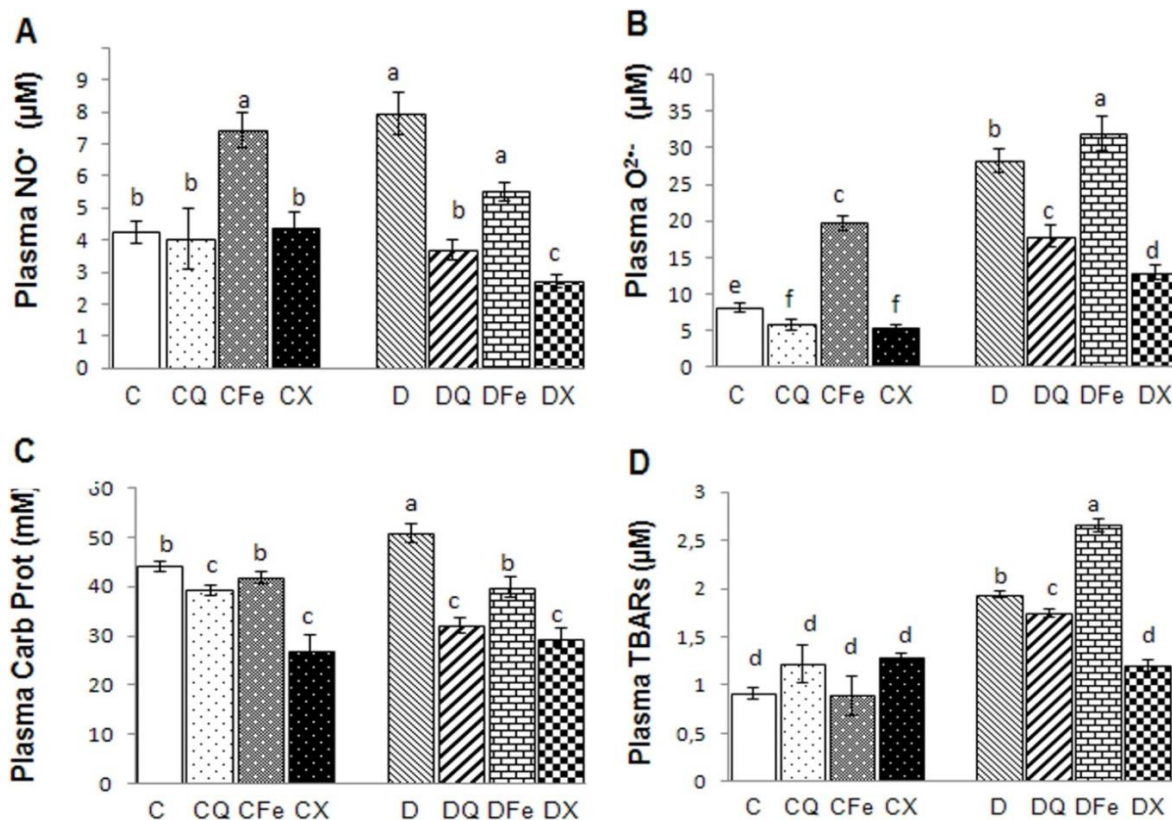 A
Plasma NO• (µM)
9
8
7
6
5
4
3
2
1
0
b
b
a
b
a
b
a
c
C CQ CFe CX D DQ DFe DX
B
Plasma O²•- (µM)
40
35
30
25
20
15
10
5
0
e
f
c
f
b
c
a
d
C CQ CFe CX D DQ DFe DX
C
Plasma Carb Prot (mM)
50
40
30
20
10
0
b
c
b
c
a
c
b
c
C CQ CFe CX D DQ DFe DX
D
Plasma TBARs (µM)
3
2,5
2
1,5
1
0,5
0
d
d
d
d
b
c
a
d
C CQ CFe CX D DQ DFe DX